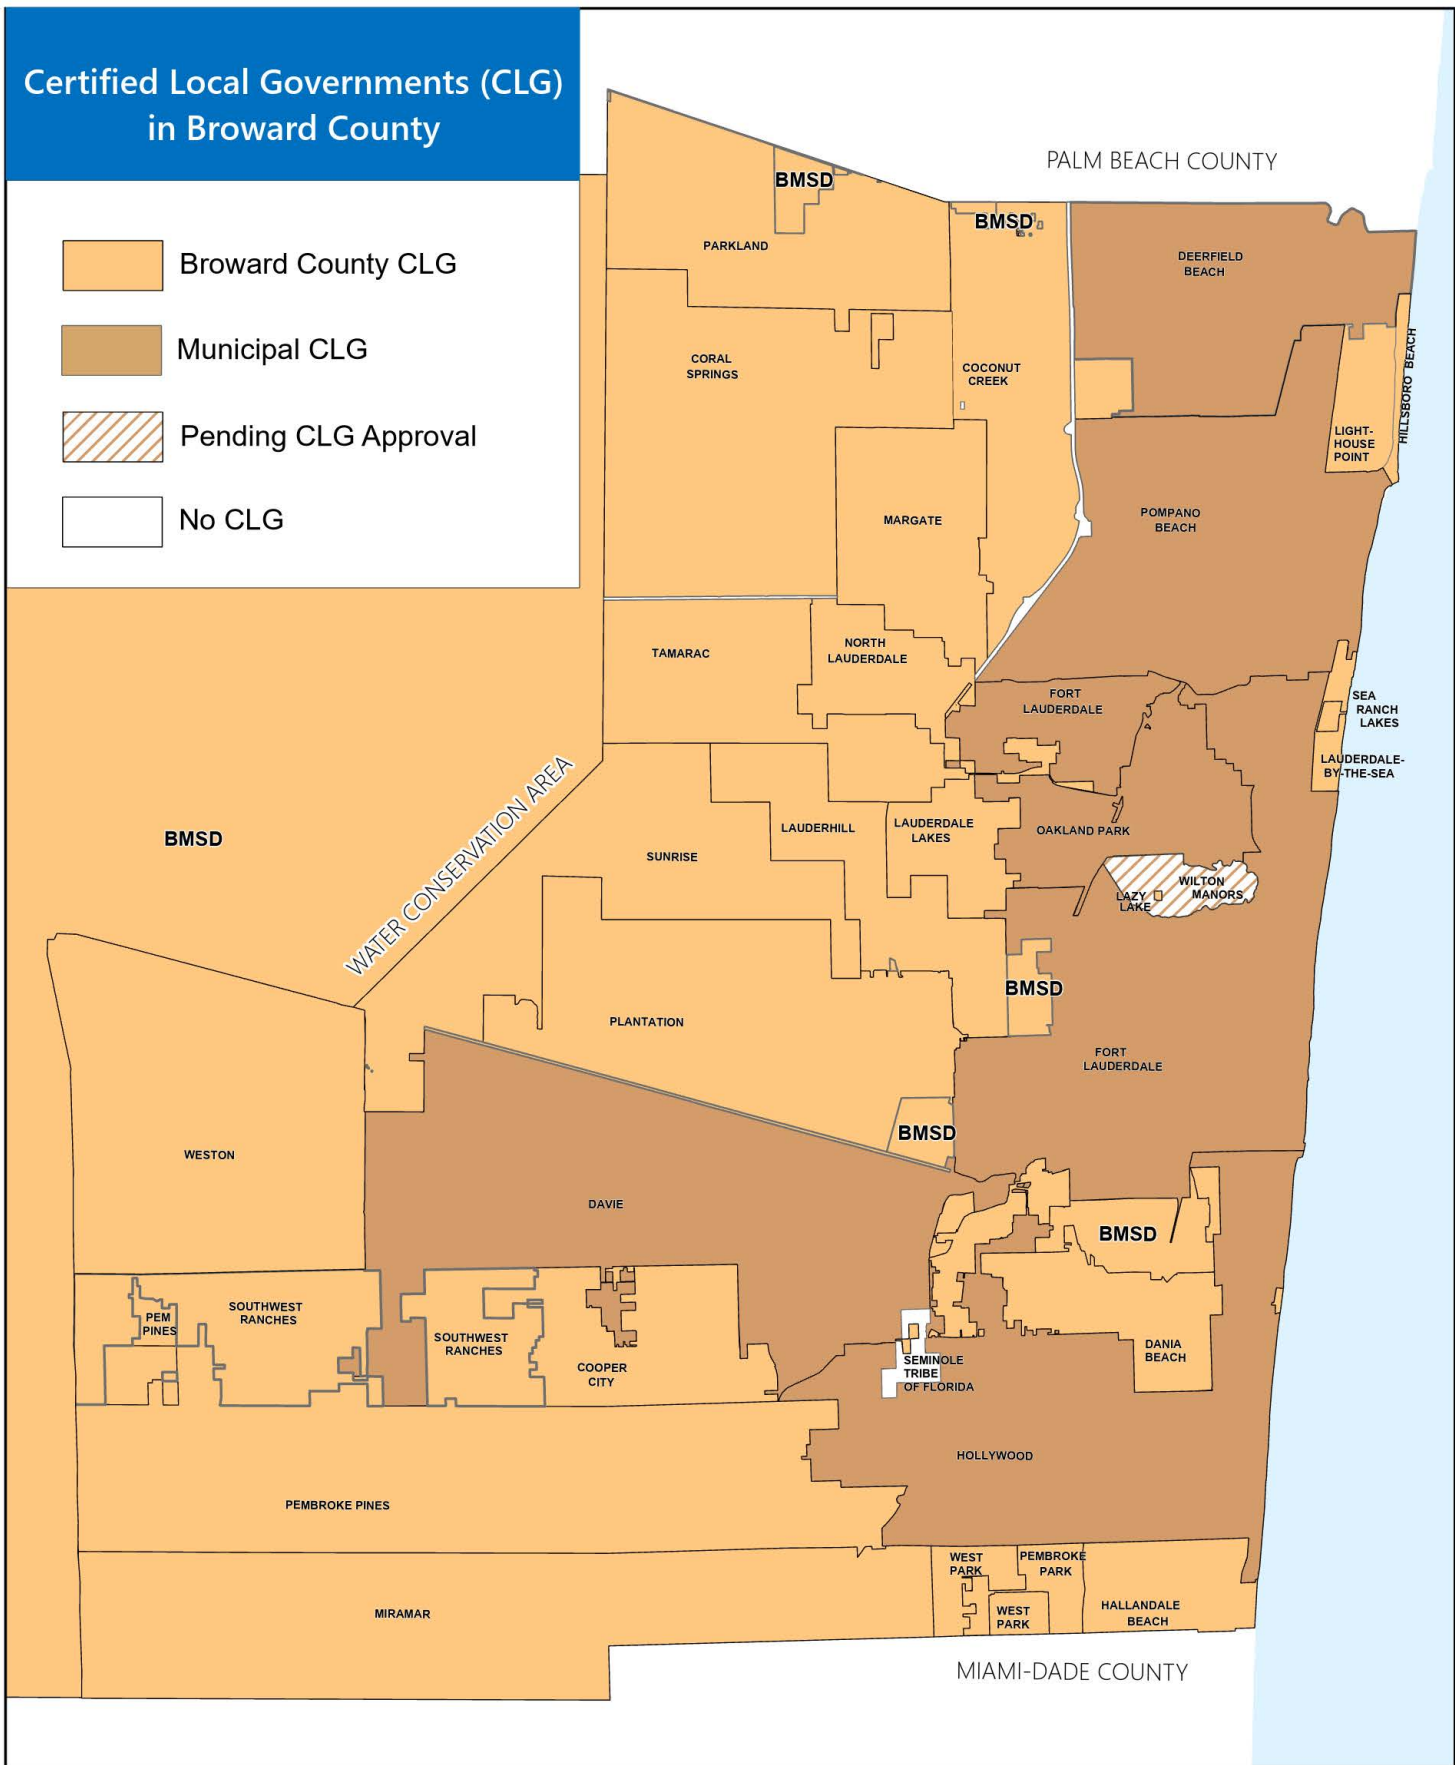 Certified Local Governments (CLG)
in Broward County
Broward County CLG
Municipal CLG
Pending CLG Approval
No CLG
PALM BEACH COUNTY
BMSD
BMSD
PARKLAND
DEERFIELD
BEACH
CORAL
SPRINGS
COCONUT
CREEK
HILLSBORO BEACH
LIGHT-
HOUSE
POINT
MARGATE
POMPANO
BEACH
TAMARAC
NORTH
LAUDERDALE
FORT
LAUDERDALE
SEA
RANCH
LAKES
LAUDERDALE-
BY-THE-SEA
WATER CONSERVATION AREA
BMSD
SUNRISE
LAUDERHILL
LAUDERDALE
LAKES
OAKLAND PARK
WILTON
MANORS
LAZY
LAKE
BMSD
PLANTATION
FORT
LAUDERDALE
BMSD
WESTON
DAVIE
BMSD
PEM
PINES
SOUTHWEST
RANCHES
SOUTHWEST
RANCHES
COOPER
CITY
SEMINOLE
TRIBE
OF FLORIDA
DANIA
BEACH
HOLLYWOOD
PEMBROKE PINES
WEST
PARK
PEMBROKE
PARK
MIRAMAR
WEST
PARK
HALLANDALE
BEACH
MIAMI-DADE COUNTY